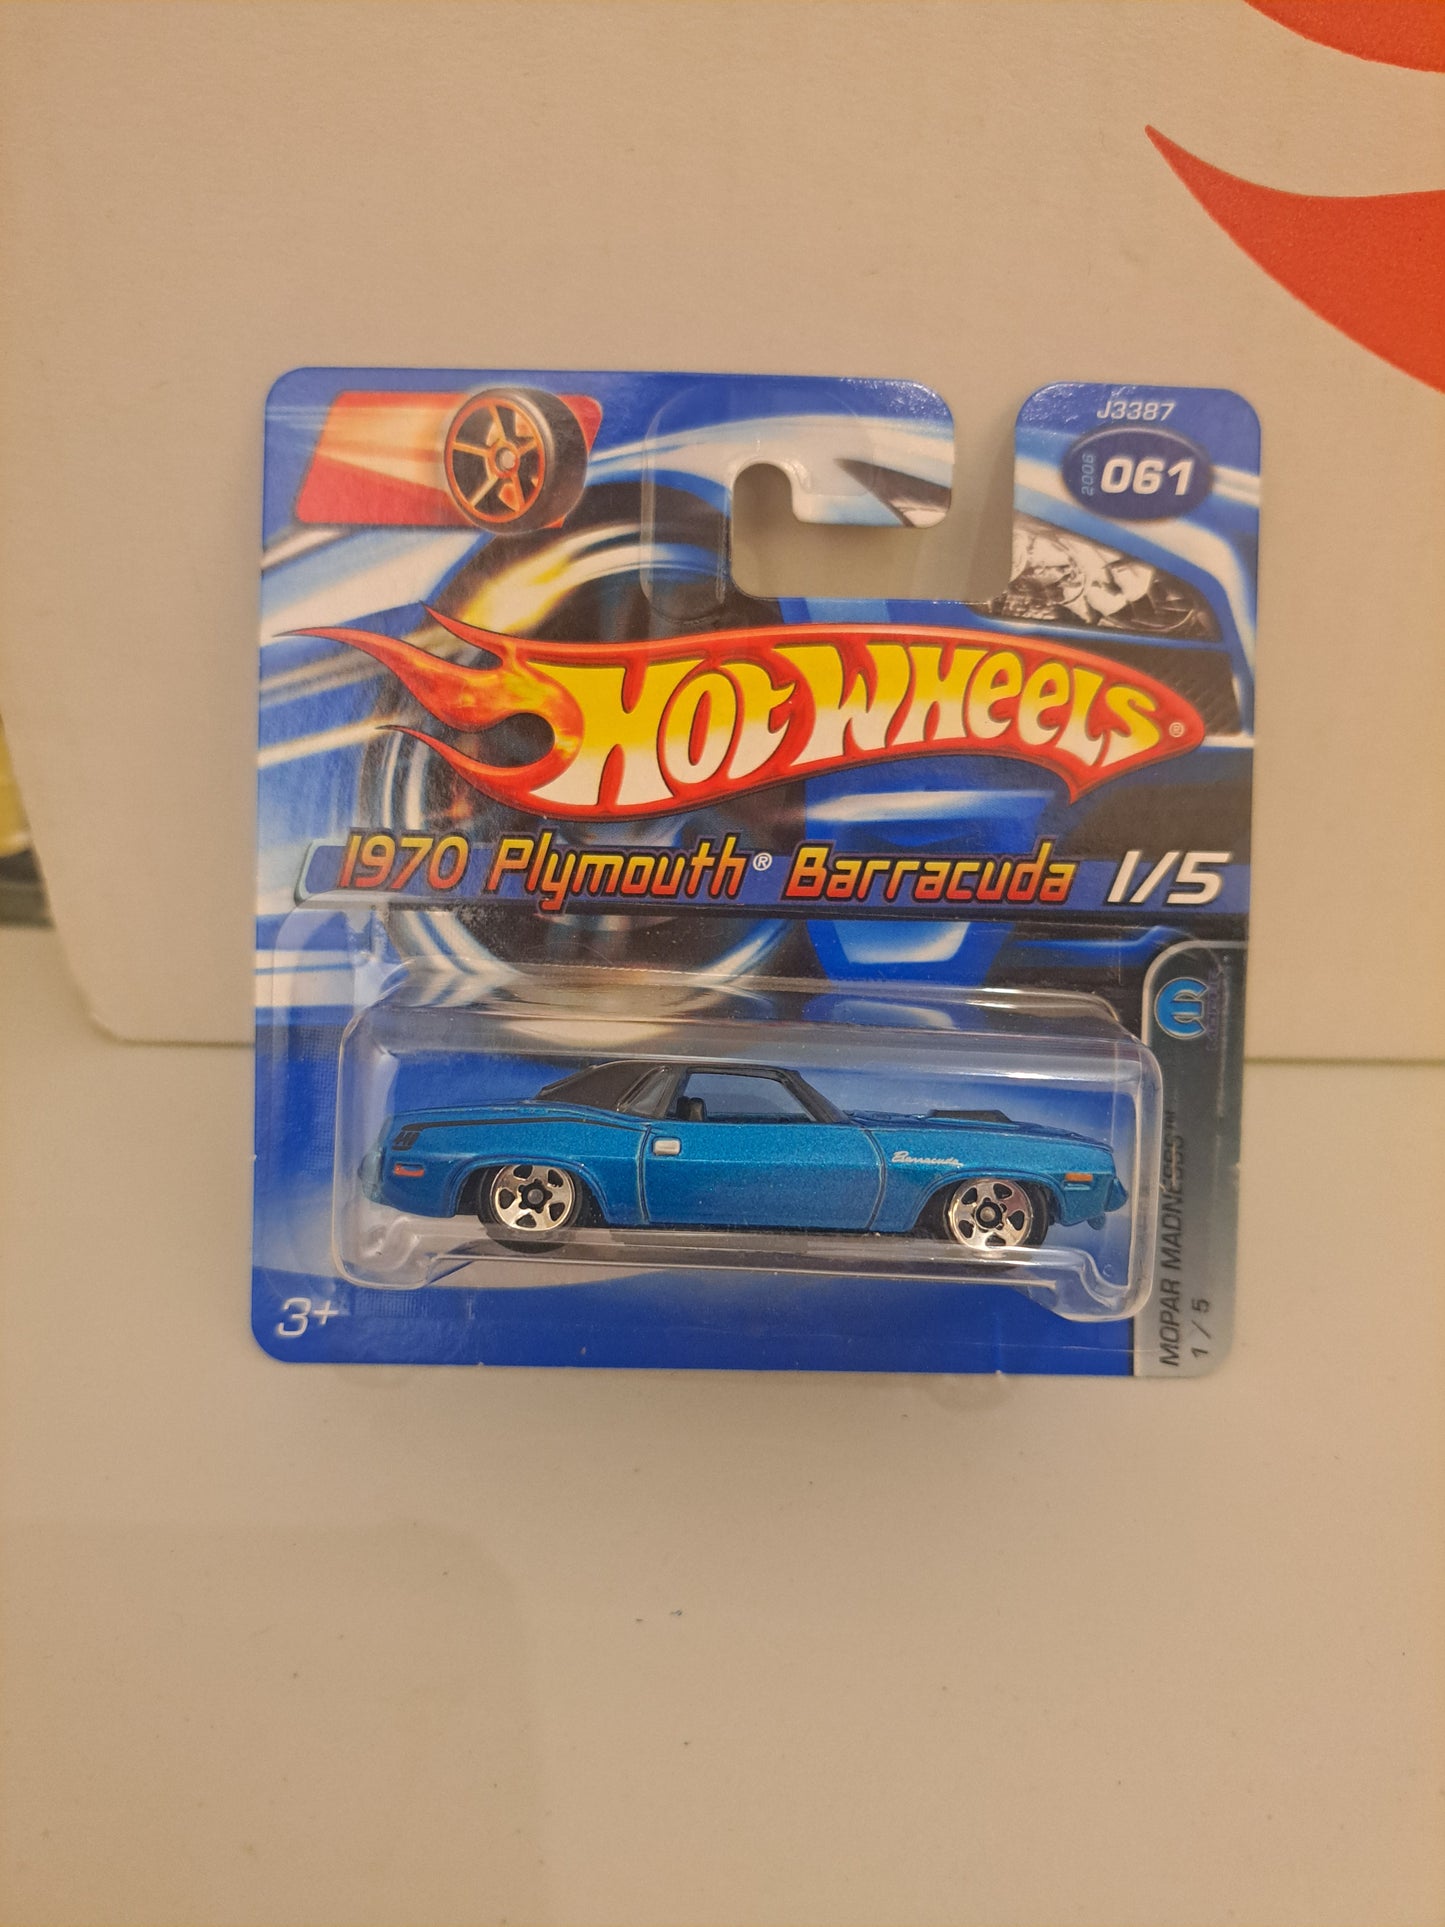 J3387
2006 061
HOT WHEELS®
1970 Plymouth® Barracuda 1/5
Barracuda
3+
MOPAR MADNESS™
1 / 5